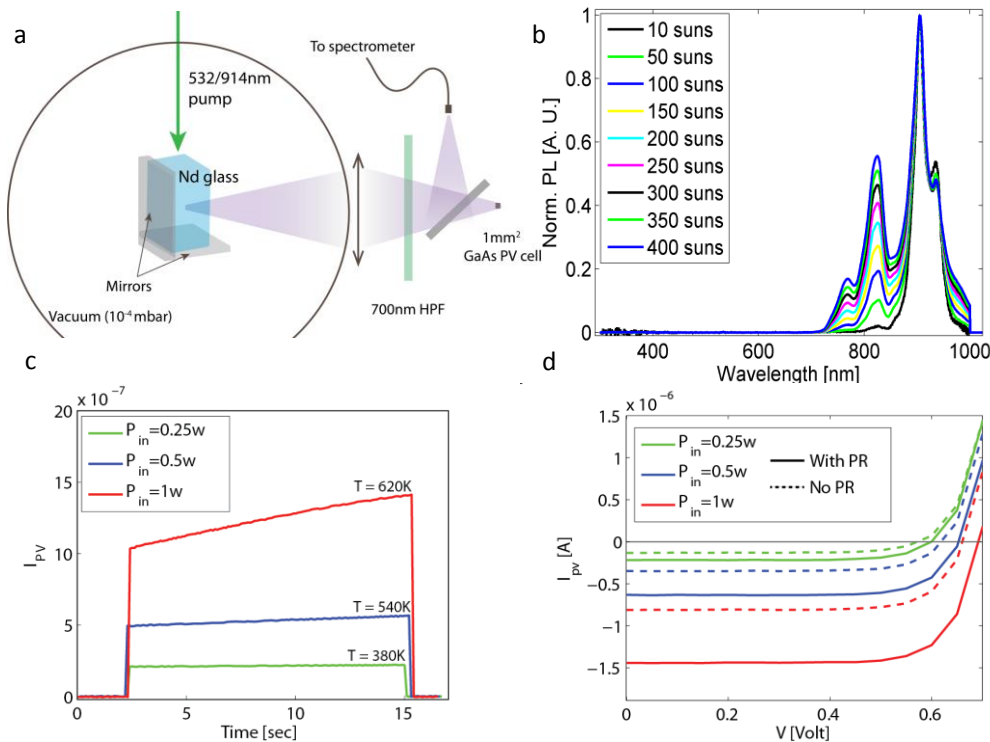 a
To spectrometer
532/914nm
pump
Nd glass
Mirrors
Vacuum (10⁻⁴ mbar)
700nm HPF
1mm²
GaAs PV cell
b
Norm. PL [A. U.]
1
0.8
0.6
0.4
0.2
0
10 suns
50 suns
100 suns
150 suns
200 suns
250 suns
300 suns
350 suns
400 suns
400 600 800 1000
Wavelength [nm]
c
x 10⁻⁷
I_PV
20
15
10
5
0
P_in=0.25w
P_in=0.5w
P_in=1w
T = 620K
T = 540K
T = 380K
0 5 10 15
Time [sec]
d
x 10⁻⁶
I_pv [A]
1.5
1
0.5
0
−0.5
−1
−1.5
P_in=0.25w
P_in=0.5w
P_in=1w
With PR
No PR
0 0.2 0.4 0.6
V [Volt]